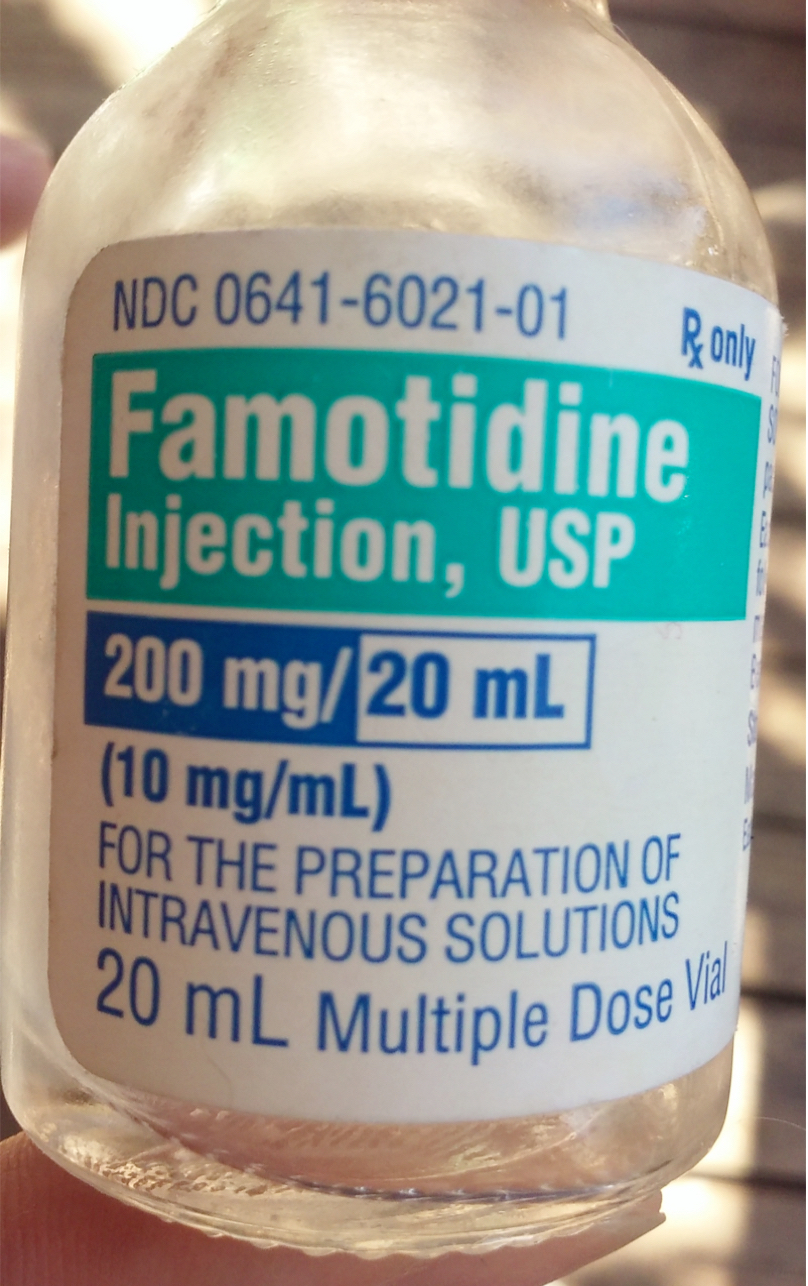 NDC 0641-6021-01
Rx only
Famotidine
Injection, USP
200 mg/20 mL
(10 mg/mL)
FOR THE PREPARATION OF
INTRAVENOUS SOLUTIONS
20 mL Multiple Dose Vial